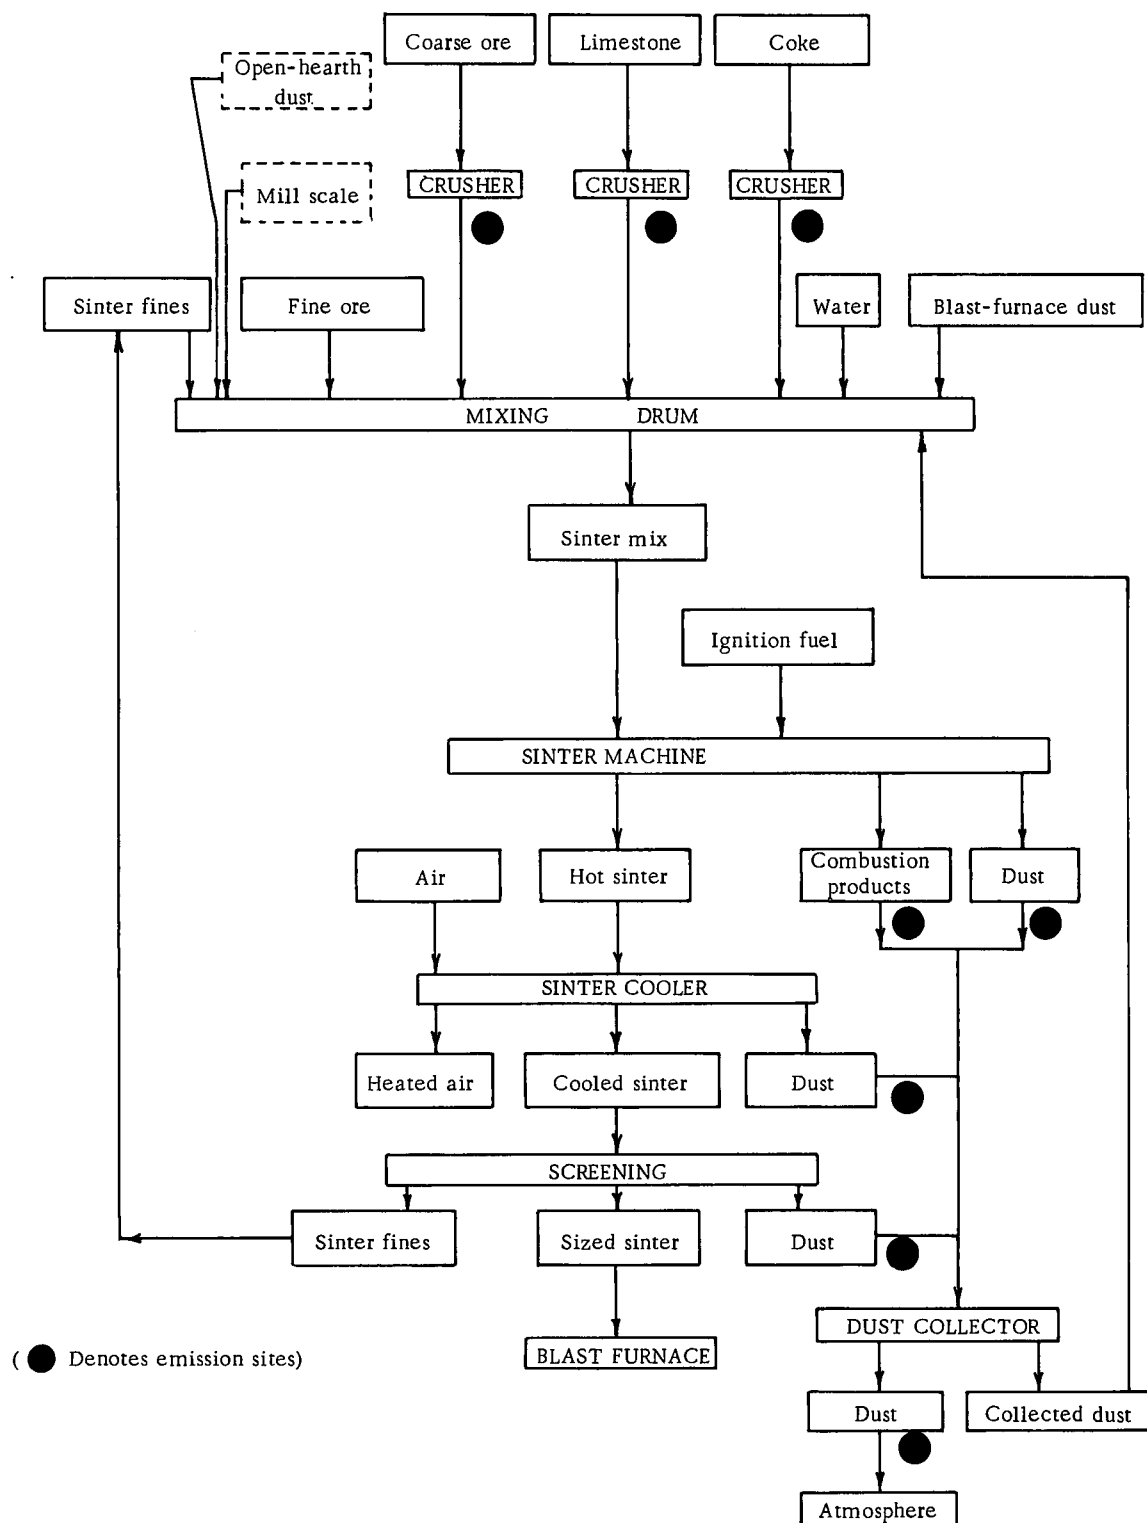 Coarse ore
Limestone
Coke
Open-hearth
dust
CRUSHER
CRUSHER
CRUSHER
Mill scale
Sinter fines
Fine ore
Water
Blast-furnace dust
MIXING DRUM
Sinter mix
Ignition fuel
SINTER MACHINE
Air
Hot sinter
Combustion
products
Dust
SINTER COOLER
Heated air
Cooled sinter
Dust
SCREENING
Sinter fines
Sized sinter
Dust
DUST COLLECTOR
BLAST FURNACE
( Denotes emission sites)
Dust
Collected dust
Atmosphere